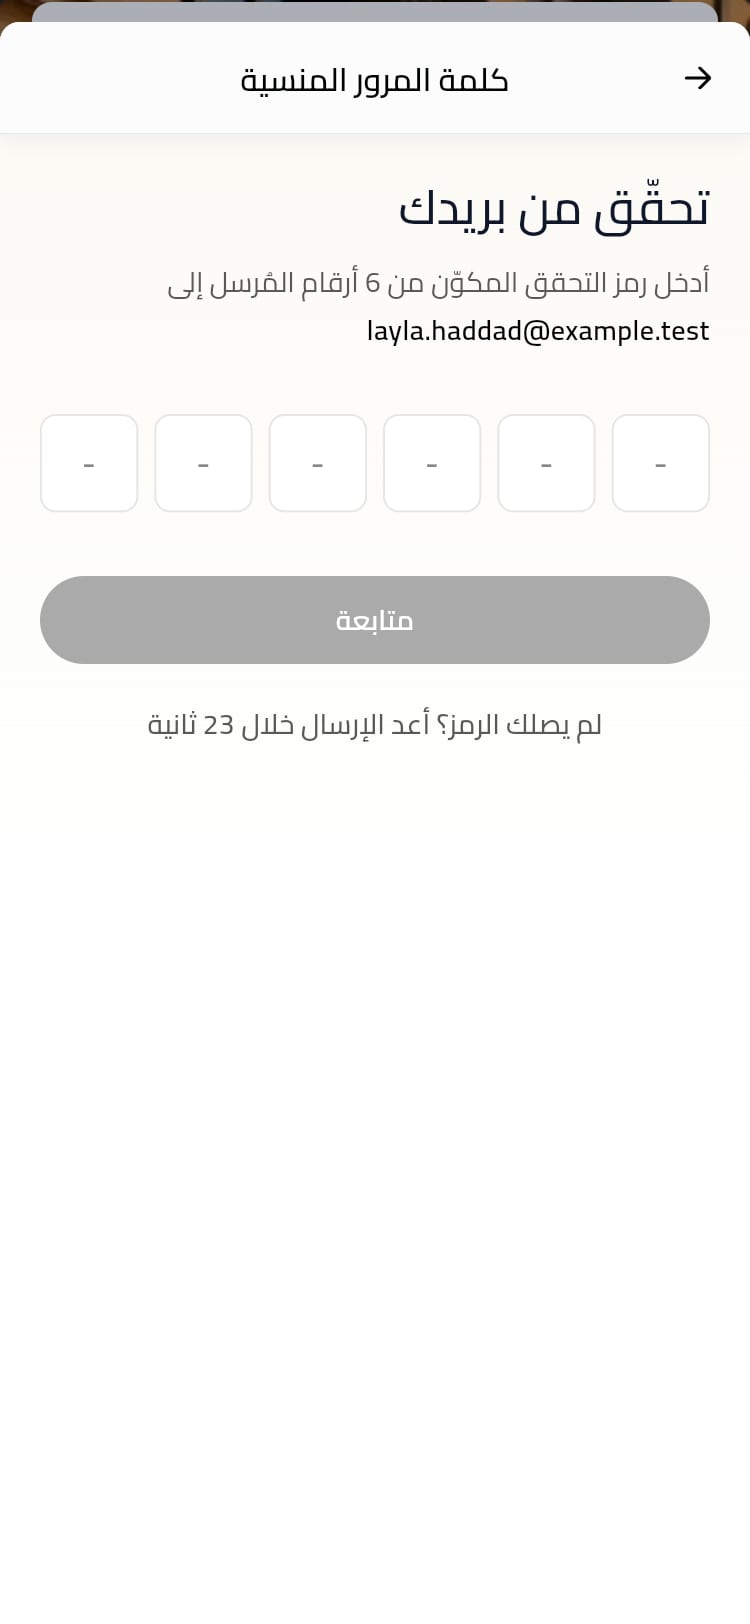 كلمة المرور المنسية
تحقّق من بريدك
أدخل رمز التحقق المكوّن من 6 أرقام المُرسل إلى
layla.haddad@example.test
- - - - - -
متابعة
لم يصلك الرمز؟ أعد الإرسال خلال 23 ثانية